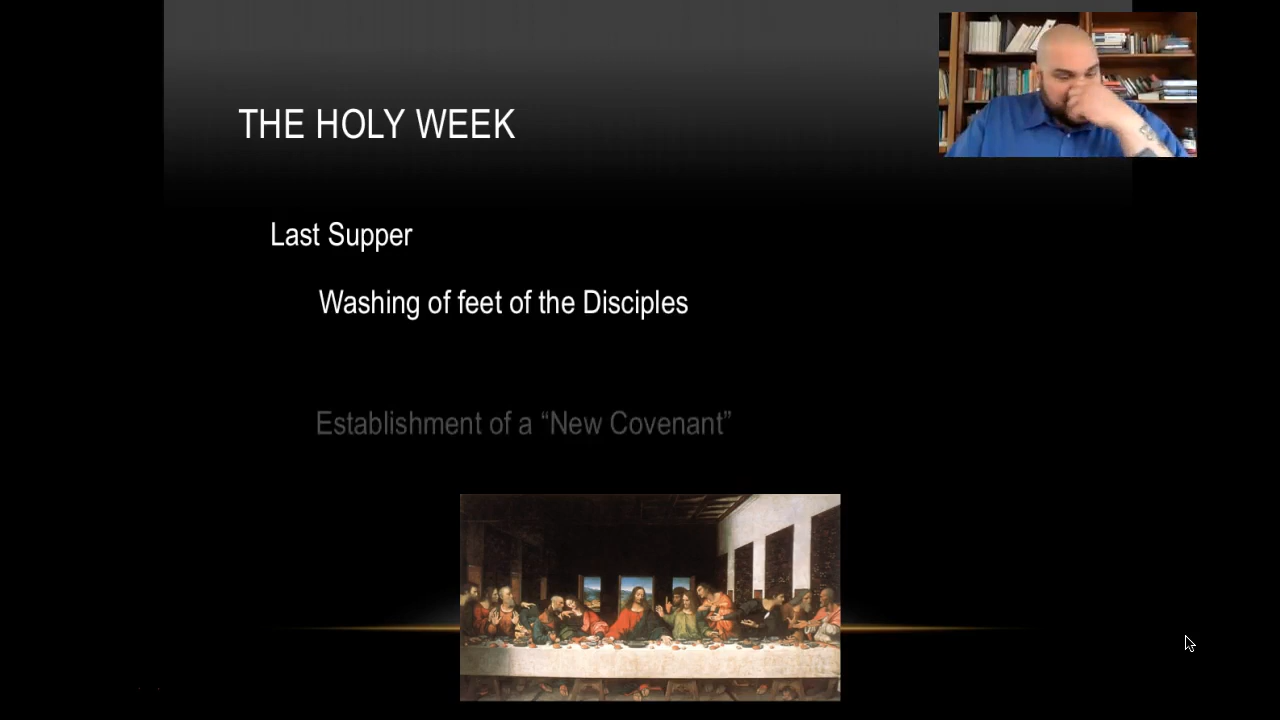 THE HOLY WEEK
Last Supper
Washing of feet of the Disciples
Establishment of a “New Covenant”